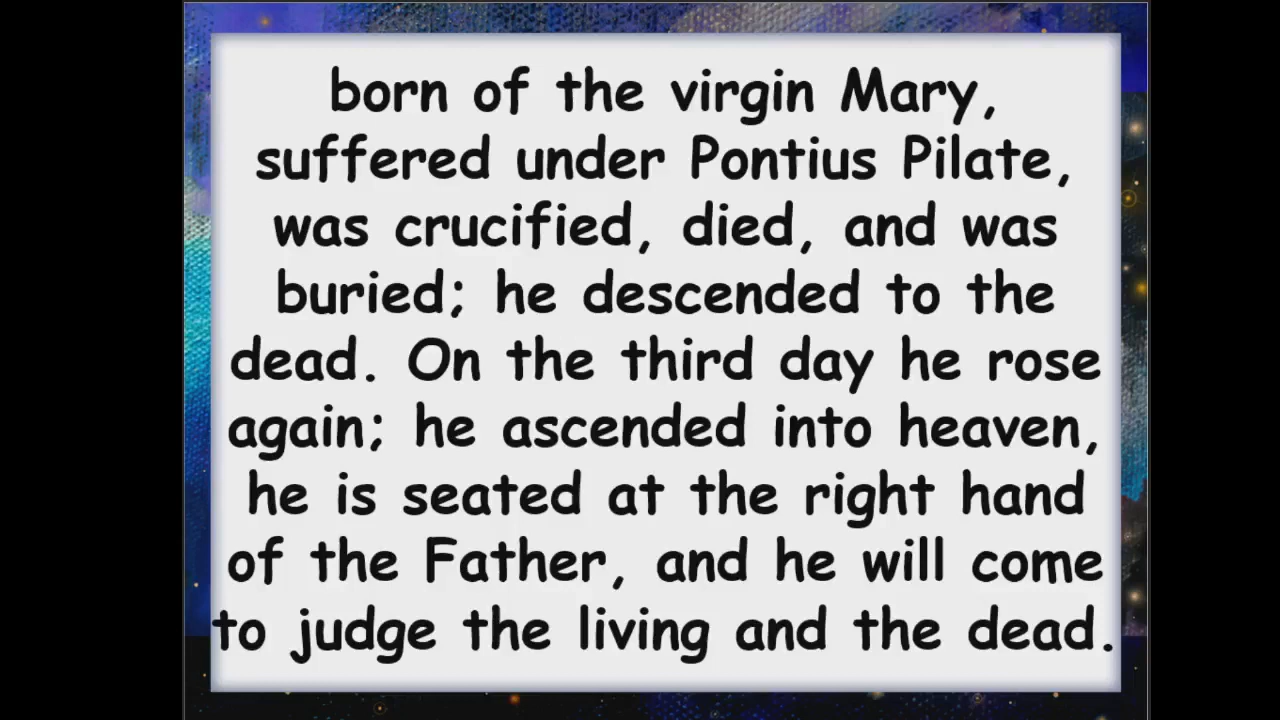 born of the virgin Mary,
suffered under Pontius Pilate,
was crucified, died, and was
buried; he descended to the
dead. On the third day he rose
again; he ascended into heaven,
he is seated at the right hand
of the Father, and he will come
to judge the living and the dead.